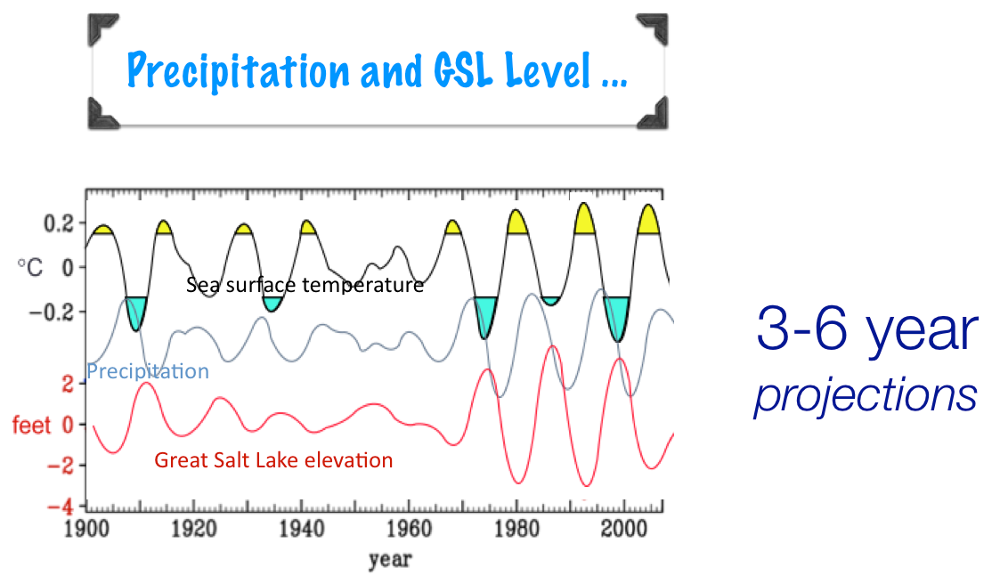 Precipitation and GSL Level ...
0.2
°C 0
−0.2
Sea surface temperature
Precipitation
2
feet 0
−2
−4
Great Salt Lake elevation
1900 1920 1940 1960 1980 2000
year
3-6 year
projections